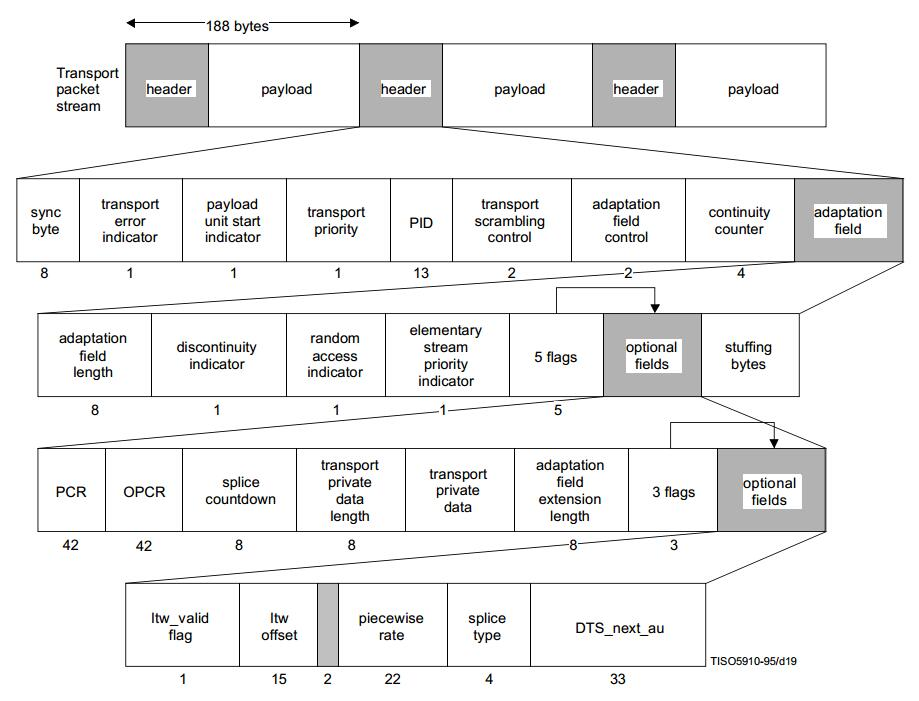 188 bytes
Transport
packet
stream
header
payload
header
payload
header
payload
sync
byte
transport
error
indicator
payload
unit start
indicator
transport
priority
PID
transport
scrambling
control
adaptation
field
control
continuity
counter
adaptation
field
8
1
1
1
13
2
2
4
adaptation
field
length
discontinuity
indicator
random
access
indicator
elementary
stream
priority
indicator
5 flags
optional
fields
stuffing
bytes
8
1
1
1
5
PCR
OPCR
splice
countdown
transport
private
data
length
transport
private
data
adaptation
field
extension
length
3 flags
optional
fields
42
42
8
8
8
3
ltw_valid
flag
ltw
offset
piecewise
rate
splice
type
DTS_next_au
TISO5910-95/d19
1
15
2
22
4
33